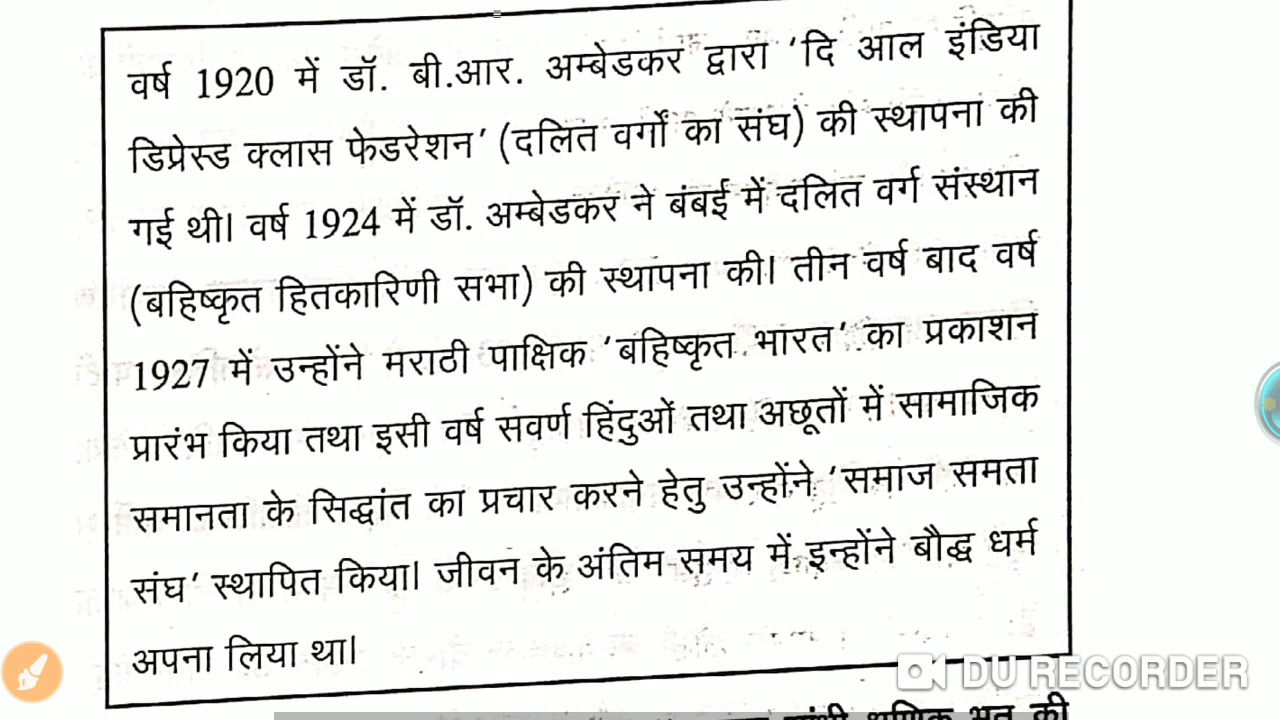 वर्ष 1920 में डॉ. बी.आर. अम्बेडकर द्वारा ‘दि आल इंडिया
डिप्रेस्ड क्लास फेडरेशन’ (दलित वर्गों का संघ) की स्थापना की
गई थी। वर्ष 1924 में डॉ. अम्बेडकर ने बंबई में दलित वर्ग संस्थान
(बहिष्कृत हितकारिणी सभा) की स्थापना की। तीन वर्ष बाद वर्ष
1927 में उन्होंने मराठी पाक्षिक ‘बहिष्कृत भारत’ का प्रकाशन
प्रारंभ किया तथा इसी वर्ष सवर्ण हिंदुओं तथा अछूतों में सामाजिक
समानता के सिद्धांत का प्रचार करने हेतु उन्होंने ‘समाज समता
संघ’ स्थापित किया। जीवन के अंतिम समय में इन्होंने बौद्ध धर्म
अपना लिया था।
DU RECORDER